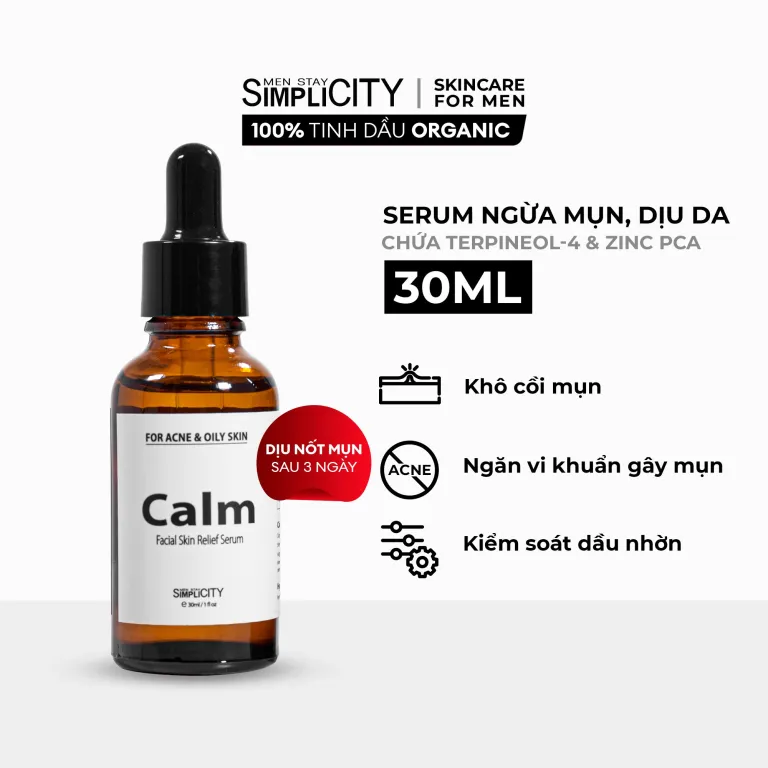 MEN STAY
SIMPLICITY
SKINCARE
FOR MEN
100% TINH DẦU ORGANIC
SERUM NGỪA MỤN, DỊU DA
CHỨA TERPINEOL-4 & ZINC PCA
30ML
Khô cồi mụn
ACNE
Ngăn vi khuẩn gây mụn
Kiểm soát dầu nhờn
DỊU NỐT MỤN
SAU 3 NGÀY
FOR ACNE & OILY SKIN
Calm
Facial Skin Relief Serum
MEN STAY
SIMPLICITY
℮ 30ml / 1 fl oz